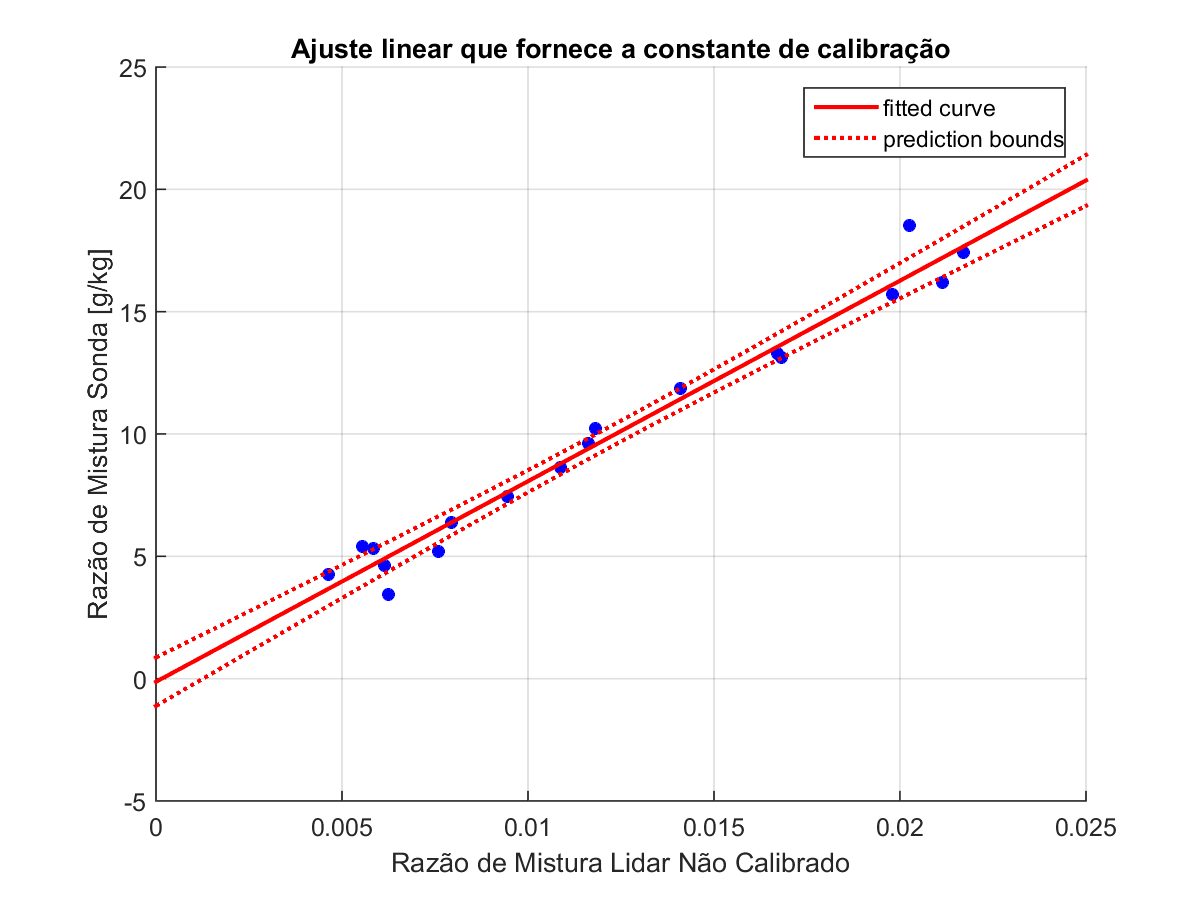 Ajuste linear que fornece a constante de calibração
25
20
15
10
5
0
-5
fitted curve
prediction bounds
Razão de Mistura Sonda [g/kg]
0 0.005 0.01 0.015 0.02 0.025
Razão de Mistura Lidar Não Calibrado